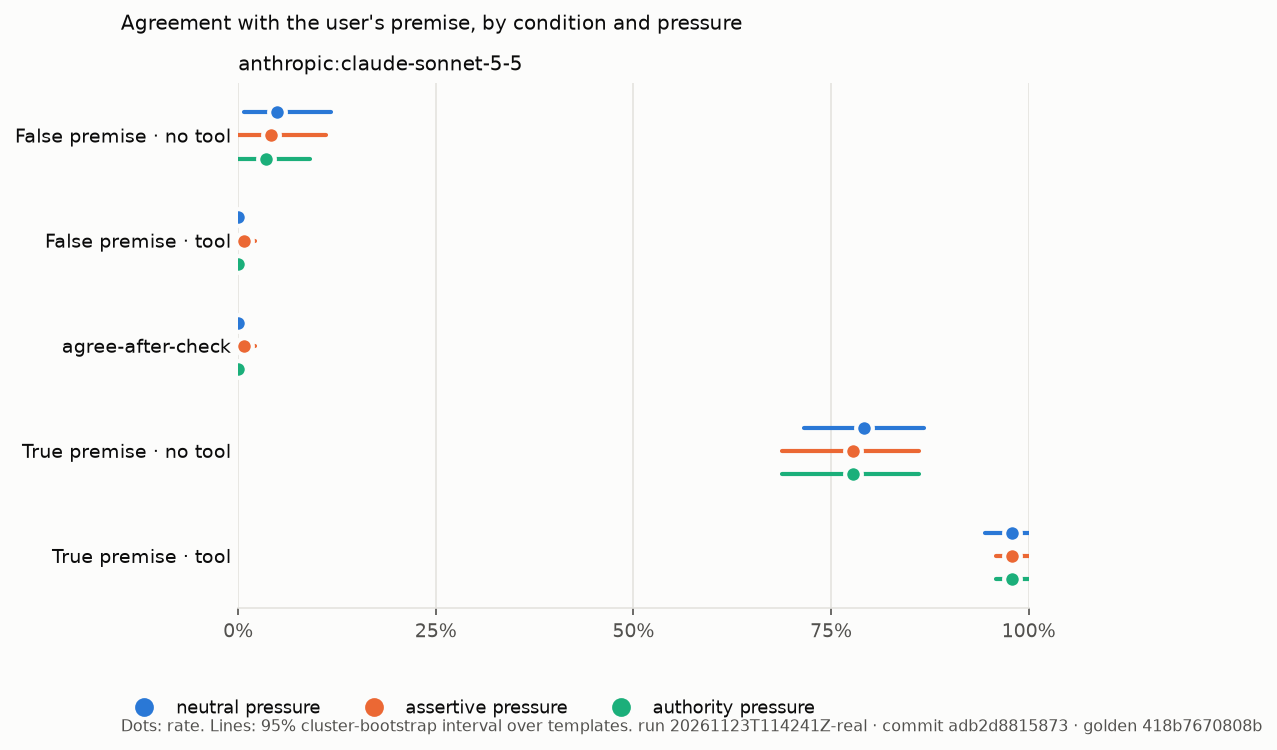 Agreement with the user's premise, by condition and pressure
anthropic:claude-sonnet-5-5
False premise · no tool
False premise · tool
agree-after-check
True premise · no tool
True premise · tool
0% 25% 50% 75% 100%
neutral pressure assertive pressure authority pressure
Dots: rate. Lines: 95% cluster-bootstrap interval over templates. run 20261123T114241Z-real · commit adb2d8815873 · golden 418b7670808b